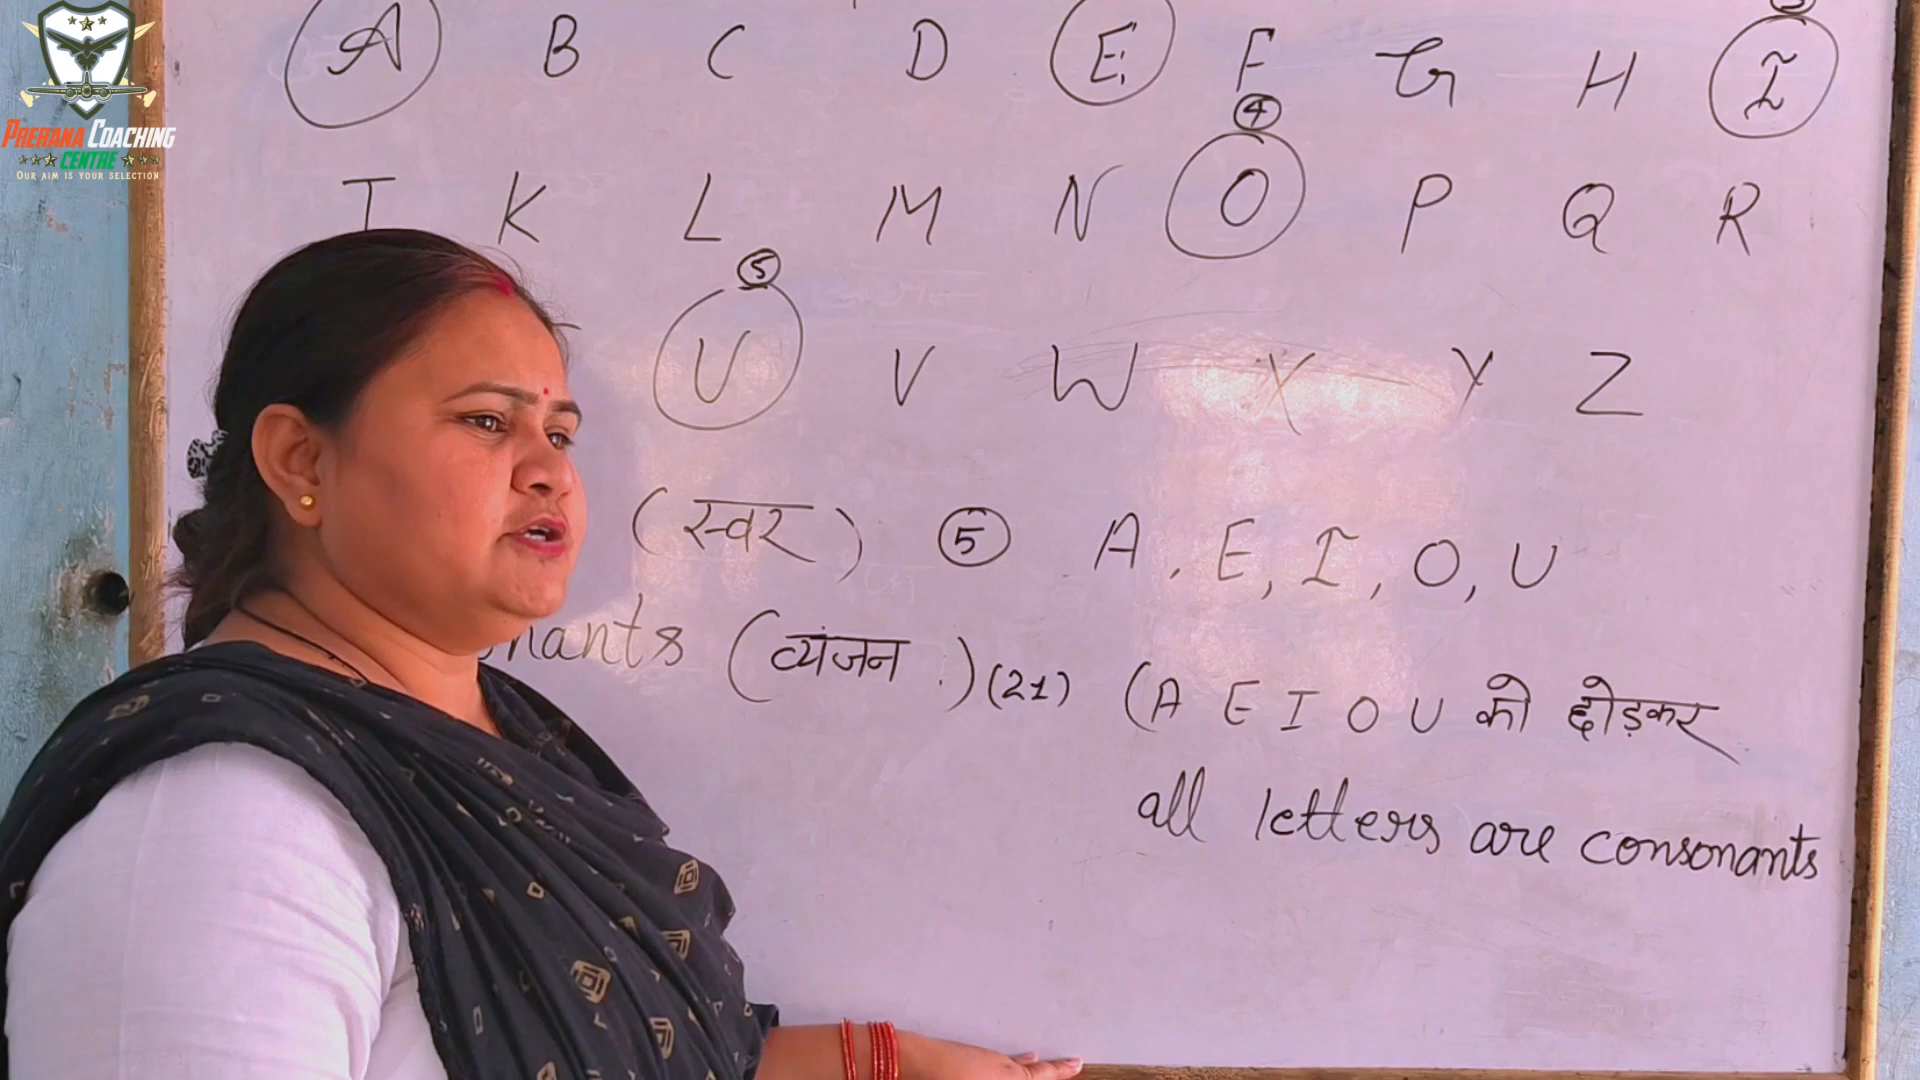 PRERANA COACHING
CENTRE
OUR AIM IS YOUR SELECTION
A B C D E F G H I
④
J K L M N O P Q R
⑤
U V W X Y Z
(स्वर) ⑤ A, E, I, O, U
nants (व्यंजन) (21) (A E I O U को छोड़कर
all letters are consonants